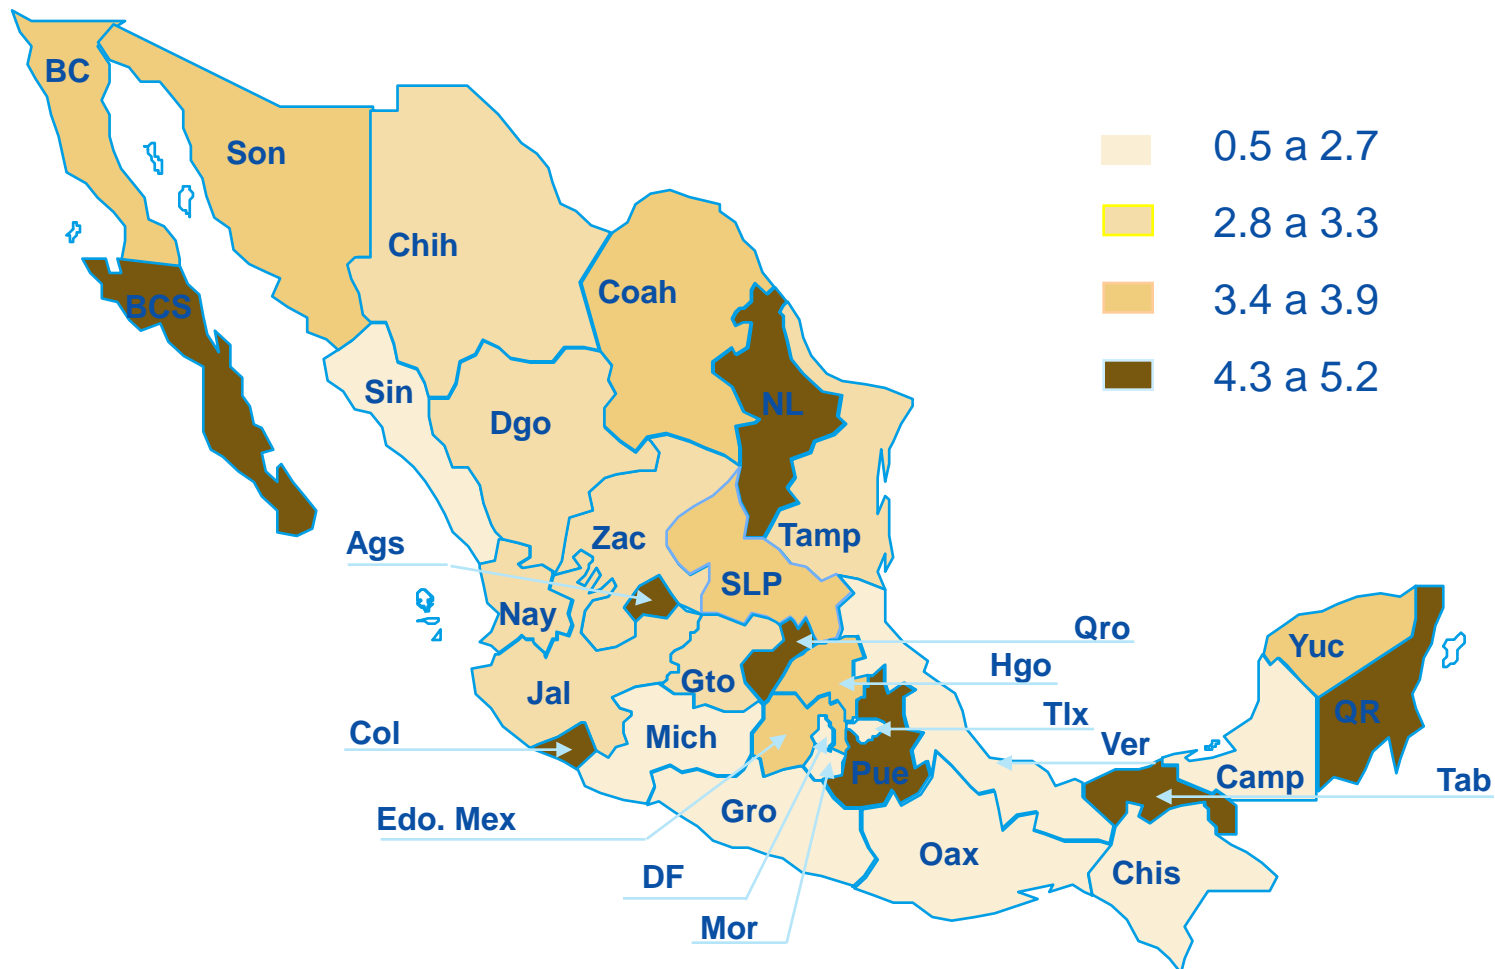 BC
Son
0.5 a 2.7
2.8 a 3.3
Chih
Coah
3.4 a 3.9
BCS
4.3 a 5.2
Sin
NL
Dgo
Ags
Zac
Tamp
SLP
Nay
Qro
Yuc
Hgo
Gto
Jal
Tlx
QR
Col
Mich
Ver
Pue
Camp
Tab
Edo. Mex
Gro
Oax
DF
Chis
Mor